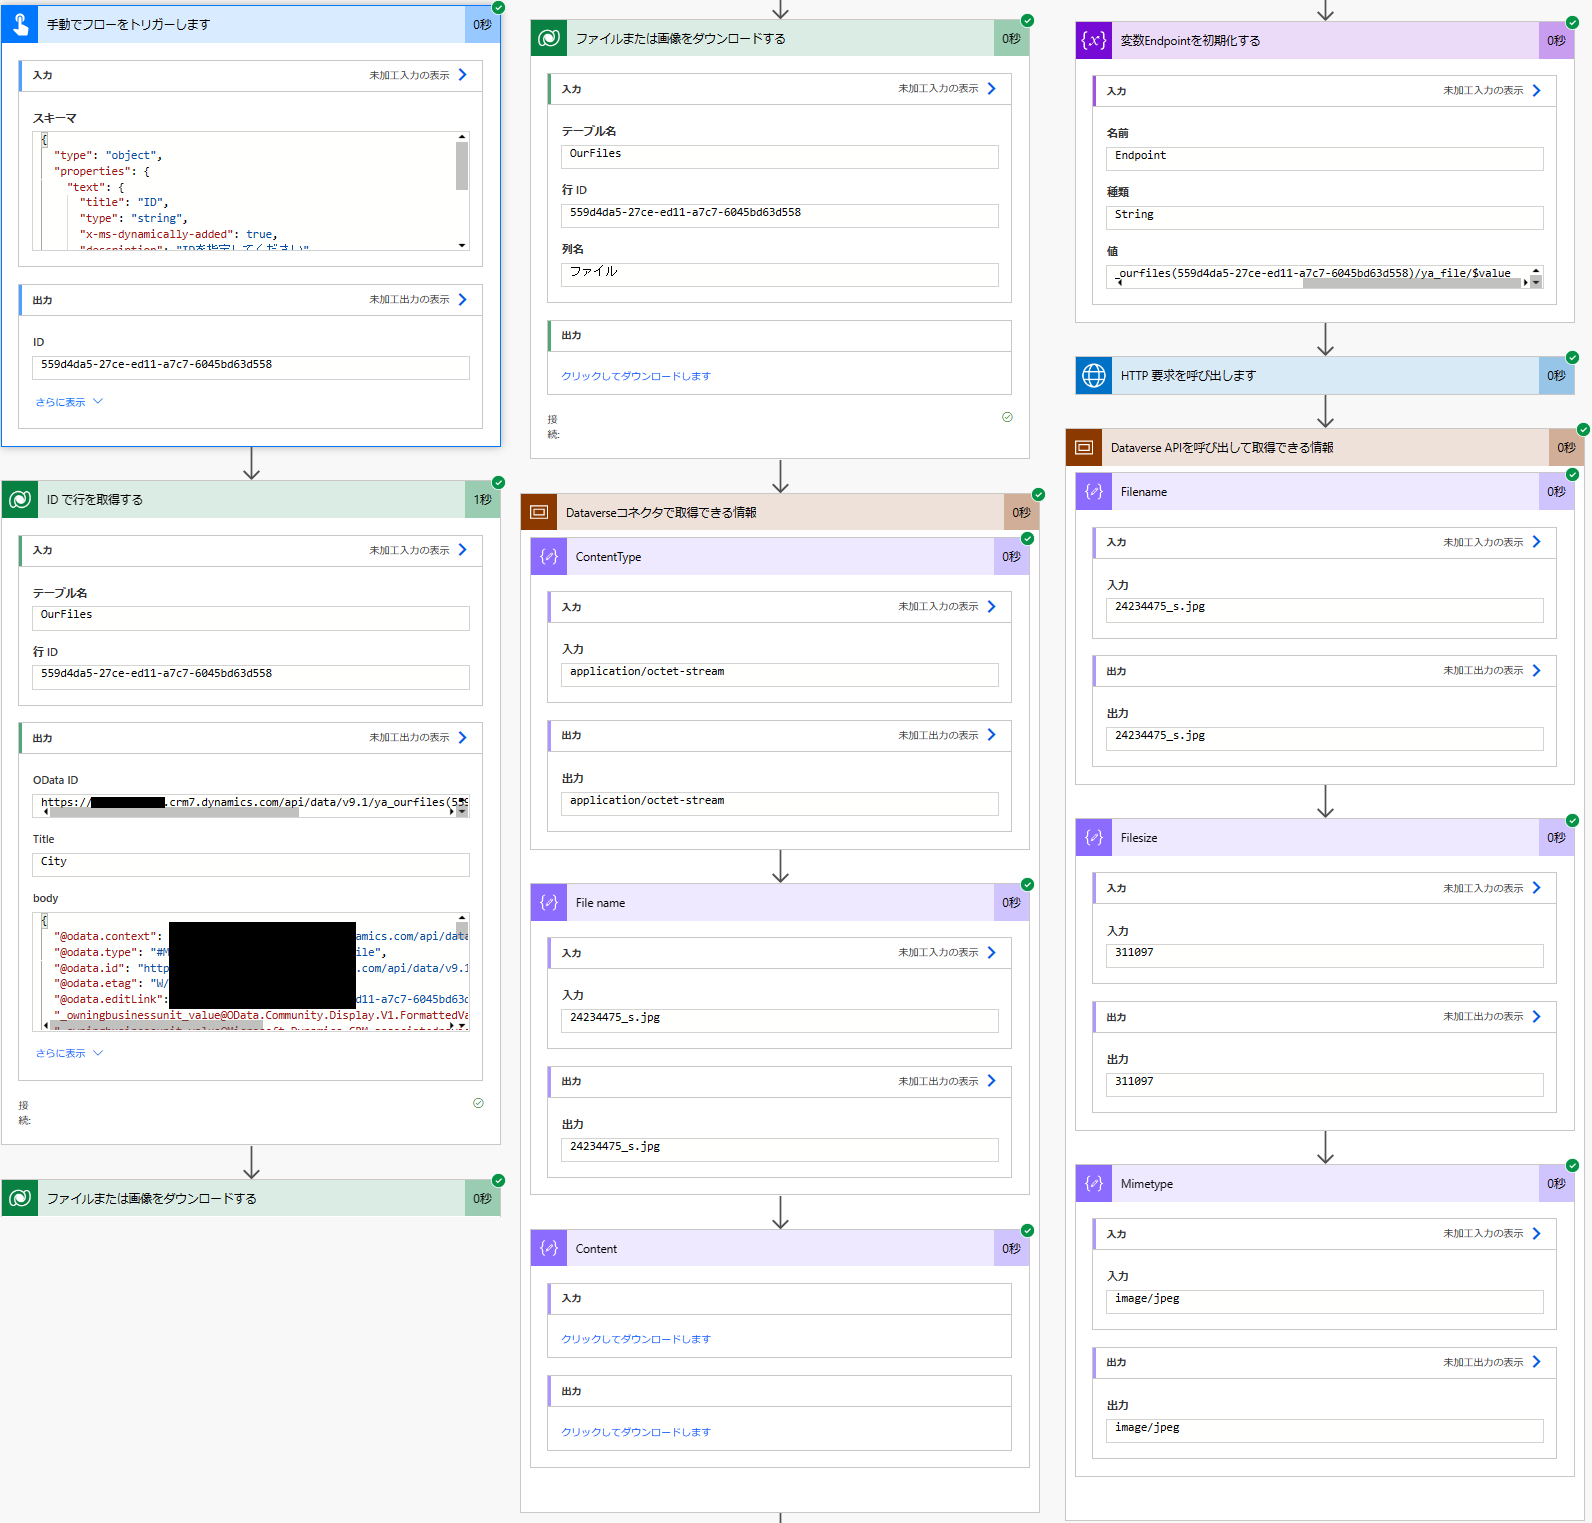 手動でフローをトリガーします
0秒
入力
未加工入力の表示
スキーマ
{
"type": "object",
"properties": {
"text": {
"title": "ID",
"type": "string",
"x-ms-dynamically-added": true,
"description": "IDを指定してください"
出力
未加工出力の表示
ID
559d4da5-27ce-ed11-a7c7-6045bd63d558
さらに表示
ID で行を取得する
1秒
入力
未加工入力の表示
テーブル名
OurFiles
行 ID
559d4da5-27ce-ed11-a7c7-6045bd63d558
出力
未加工出力の表示
OData ID
https:// .crm7.dynamics.com/api/data/v9.1/ya_ourfiles(559
Title
City
body
{
"@odata.context": amics.com/api/data
"@odata.type": "#M ile",
"@odata.id": "http .com/api/data/v9.1
"@odata.etag": "W/
"@odata.editLink": d11-a7c7-6045bd63d
"_owningbusinessunit_value@OData.Community.Display.V1.FormattedVa
さらに表示
接
続:
ファイルまたは画像をダウンロードする
0秒
ファイルまたは画像をダウンロードする
0秒
入力
未加工入力の表示
テーブル名
OurFiles
行 ID
559d4da5-27ce-ed11-a7c7-6045bd63d558
列名
ファイル
出力
クリックしてダウンロードします
接
続:
Dataverseコネクタで取得できる情報
0秒
ContentType
0秒
入力
未加工入力の表示
入力
application/octet-stream
出力
未加工出力の表示
出力
application/octet-stream
File name
0秒
入力
未加工入力の表示
入力
24234475_s.jpg
出力
未加工出力の表示
出力
24234475_s.jpg
Content
0秒
入力
クリックしてダウンロードします
出力
クリックしてダウンロードします
{x} 変数Endpointを初期化する
0秒
入力
未加工入力の表示
名前
Endpoint
種類
String
値
_ourfiles(559d4da5-27ce-ed11-a7c7-6045bd63d558)/ya_file/$value
HTTP 要求を呼び出します
0秒
Dataverse APIを呼び出して取得できる情報
0秒
Filename
0秒
入力
未加工入力の表示
入力
24234475_s.jpg
出力
未加工出力の表示
出力
24234475_s.jpg
Filesize
0秒
入力
未加工入力の表示
入力
311097
出力
未加工出力の表示
出力
311097
Mimetype
0秒
入力
未加工入力の表示
入力
image/jpeg
出力
未加工出力の表示
出力
image/jpeg